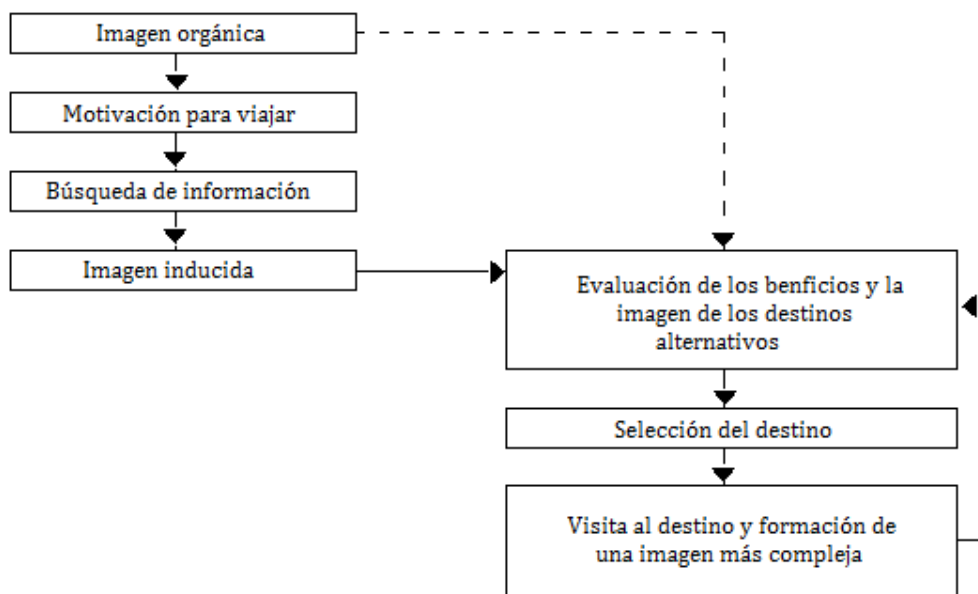 Imagen orgánica
Motivación para viajar
Búsqueda de información
Imagen inducida
Evaluación de los benficios y la
imagen de los destinos
alternativos
Selección del destino
Visita al destino y formación de
una imagen más compleja